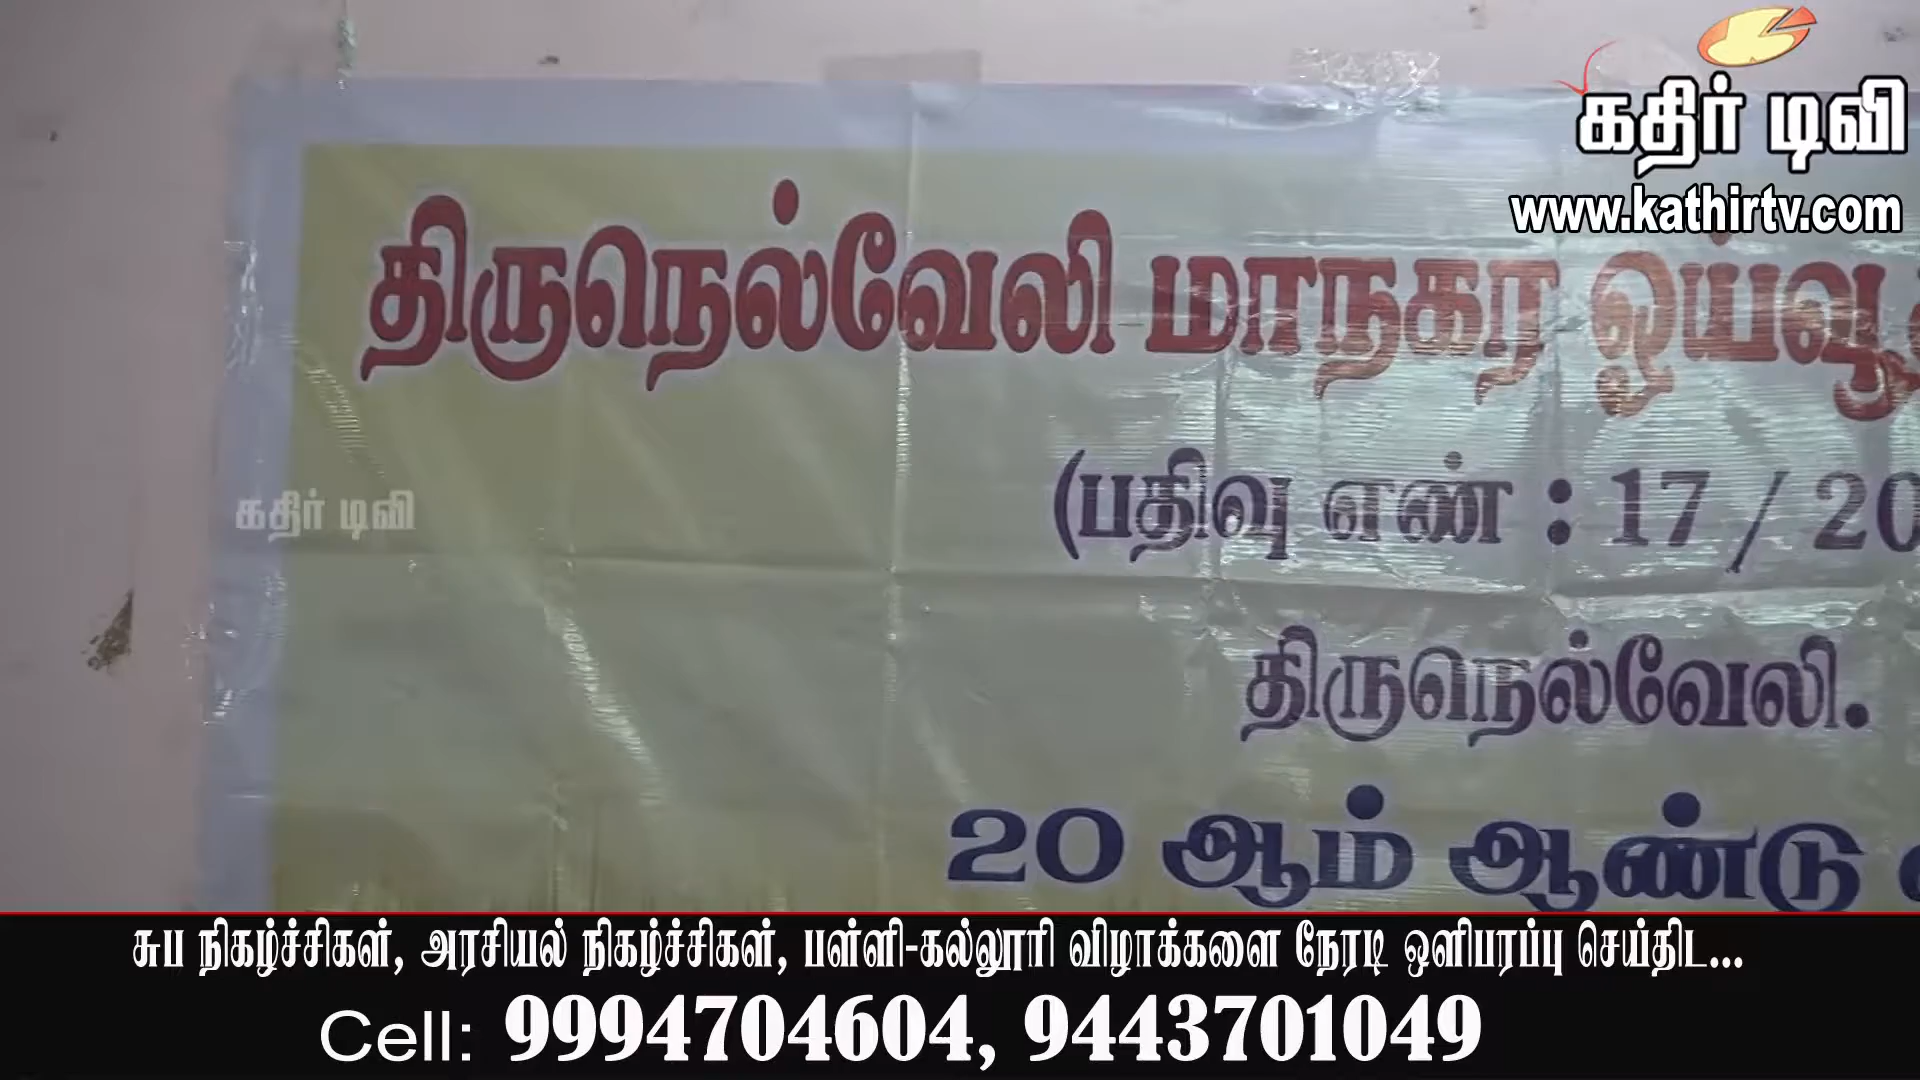 கதிர் டிவி
www.kathirtv.com
திருநெல்வேலி மாநகர
(பதிவு எண் : 17 / 20
கதிர் டிவி
திருநெல்வேலி.
20 ஆம் ஆண்டு
சுப நிகழ்ச்சிகள், அரசியல் நிகழ்ச்சிகள், பள்ளி-கல்லூரி விழாக்களை நேரடி ஒளிபரப்பு செய்திட...
Cell: 9994704604, 9443701049